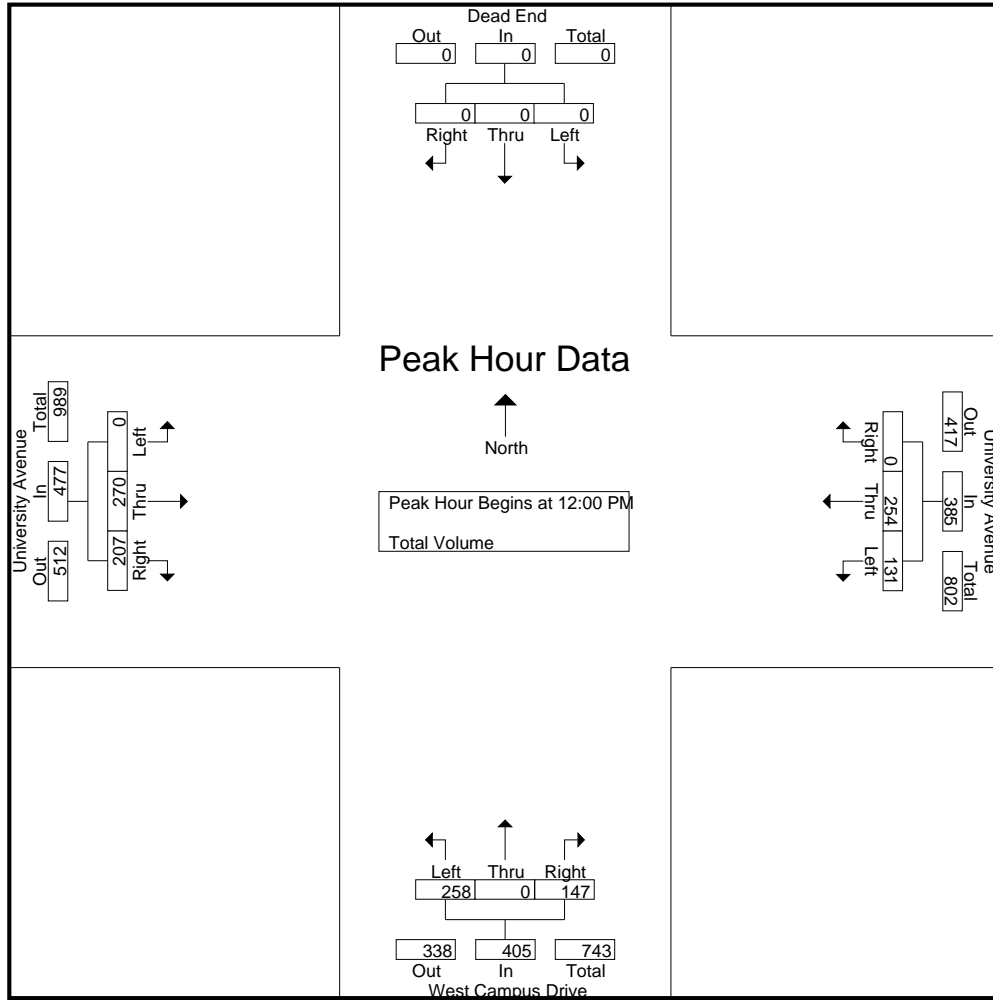 Dead End
Out In Total
0 0 0
0 0 0
Right Thru Left
Peak Hour Data
North
Peak Hour Begins at 12:00 PM
Total Volume
University Avenue
Out In Total
512 477 989
207 270 0
Right Thru Left
University Avenue
Out In Total
417 385 802
0 254 131
Right Thru Left
Left Thru Right
258 0 147
338 405 743
Out In Total
West Campus Drive